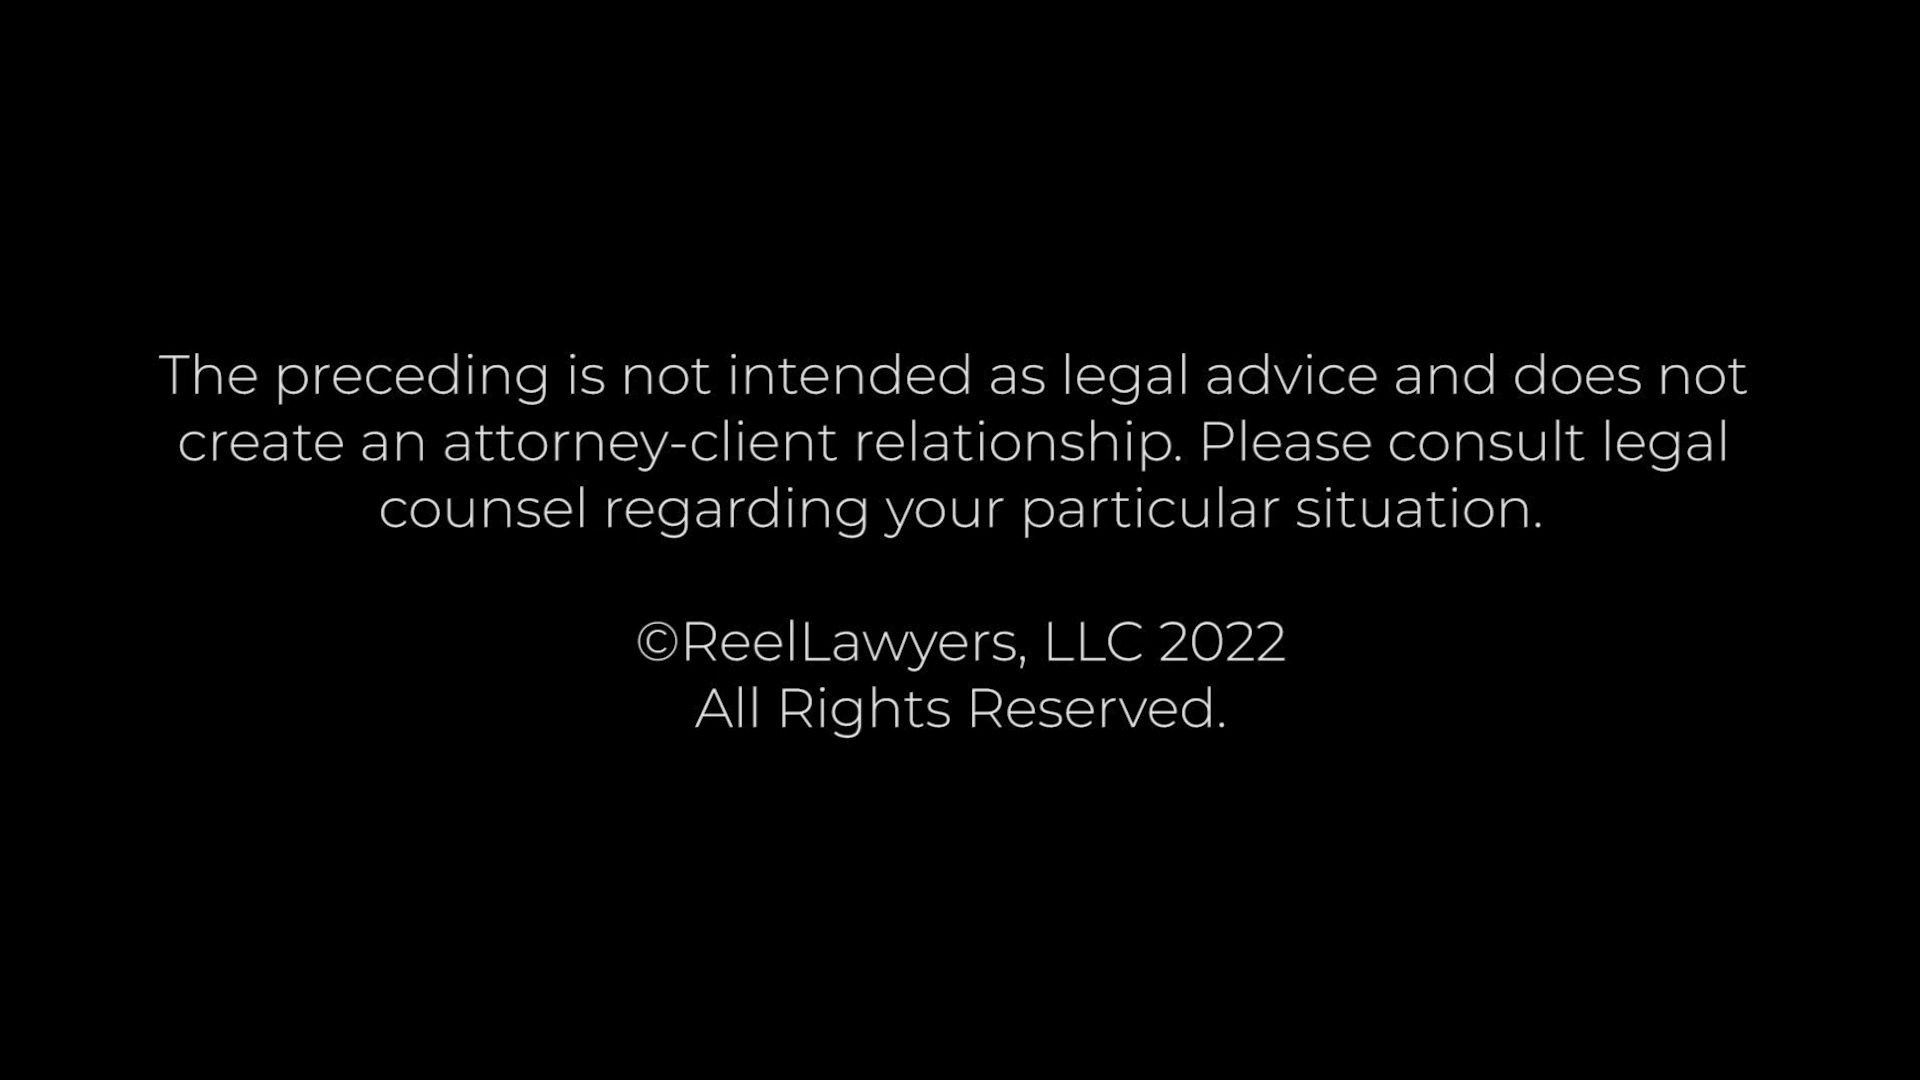 The preceding is not intended as legal advice and does not
create an attorney-client relationship. Please consult legal
counsel regarding your particular situation.
©ReelLawyers, LLC 2022
All Rights Reserved.